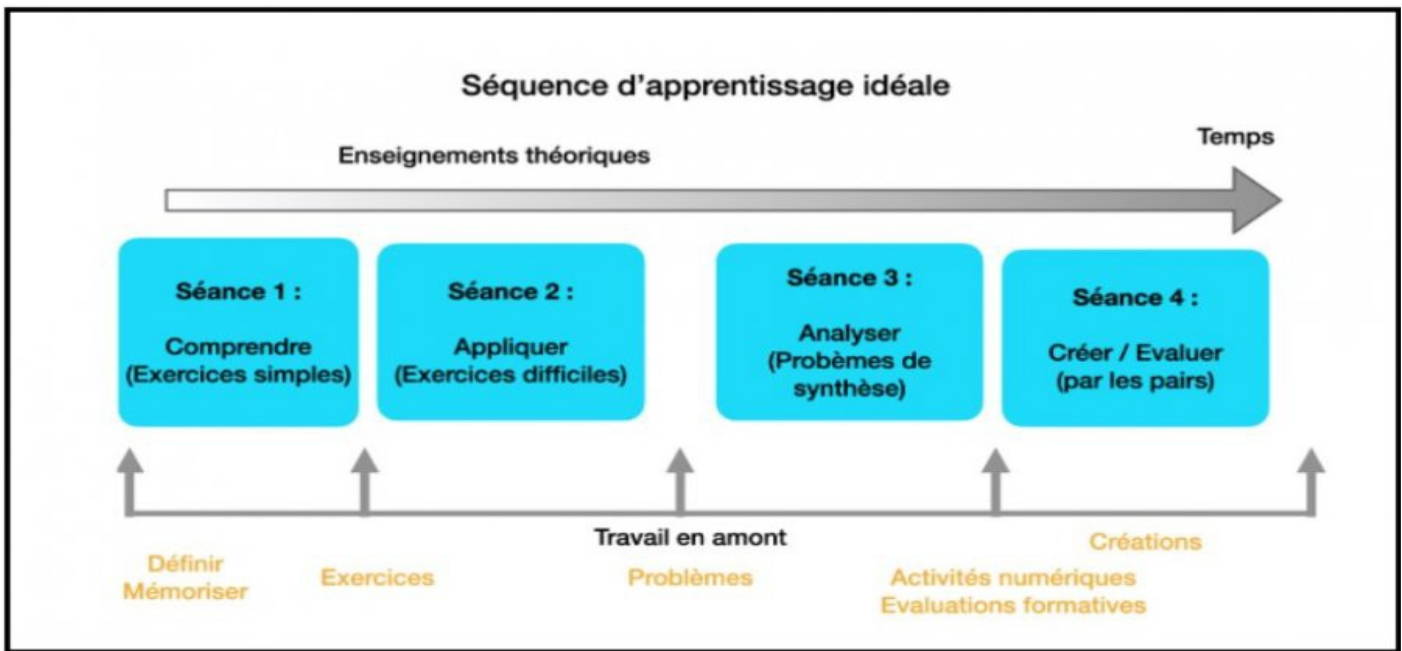 Séquence d'apprentissage idéale
Temps
Enseignements théoriques
Séance 1 :
Comprendre
(Exercices simples)
Séance 2 :
Appliquer
(Exercices difficiles)
Séance 3 :
Analyser
(Probèmes de
synthèse)
Séance 4 :
Créer / Evaluer
(par les pairs)
Travail en amont
Définir
Mémoriser
Exercices
Problèmes
Activités numériques
Evaluations formatives
Créations